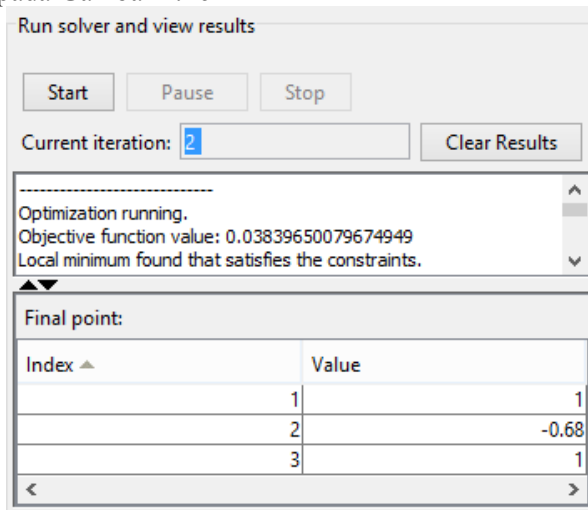 Run solver and view results
Start Pause Stop
Current iteration: 2 Clear Results
------------------------------
Optimization running.
Objective function value: 0.03839650079674949
Local minimum found that satisfies the constraints.
Final point:
Index Value
1 1
2 -0.68
3 1